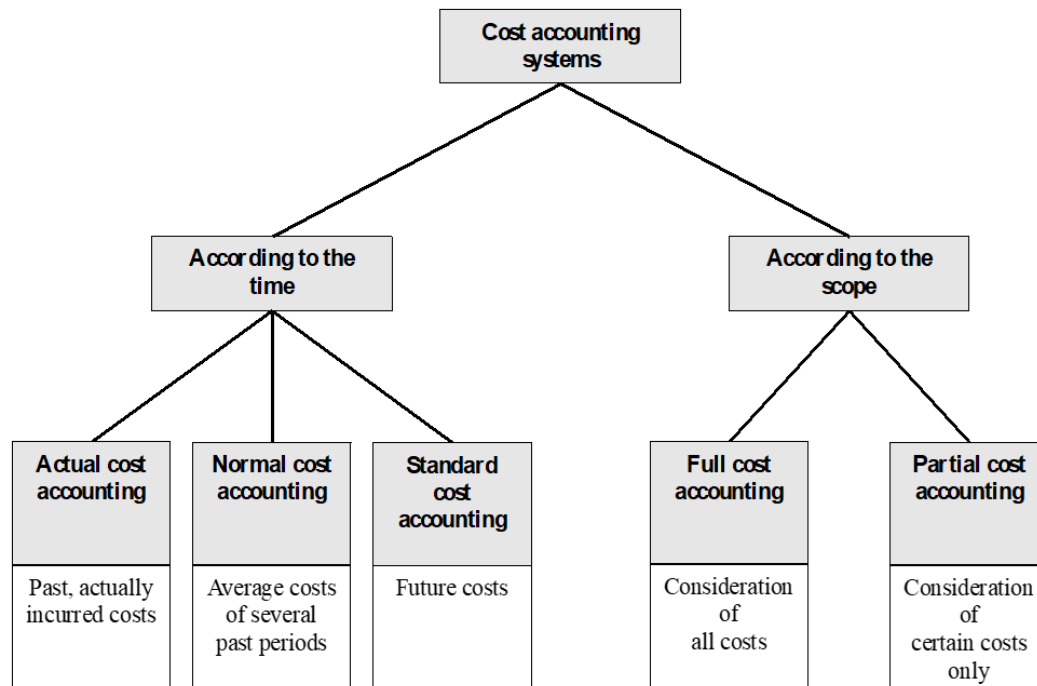 Cost accounting
systems
According to the
time
According to the
scope
Actual cost
accounting
Normal cost
accounting
Standard
cost
accounting
Full cost
accounting
Partial cost
accounting
Past, actually
incurred costs
Average costs
of several
past periods
Future costs
Consideration
of
all costs
Consideration
of
certain costs
only